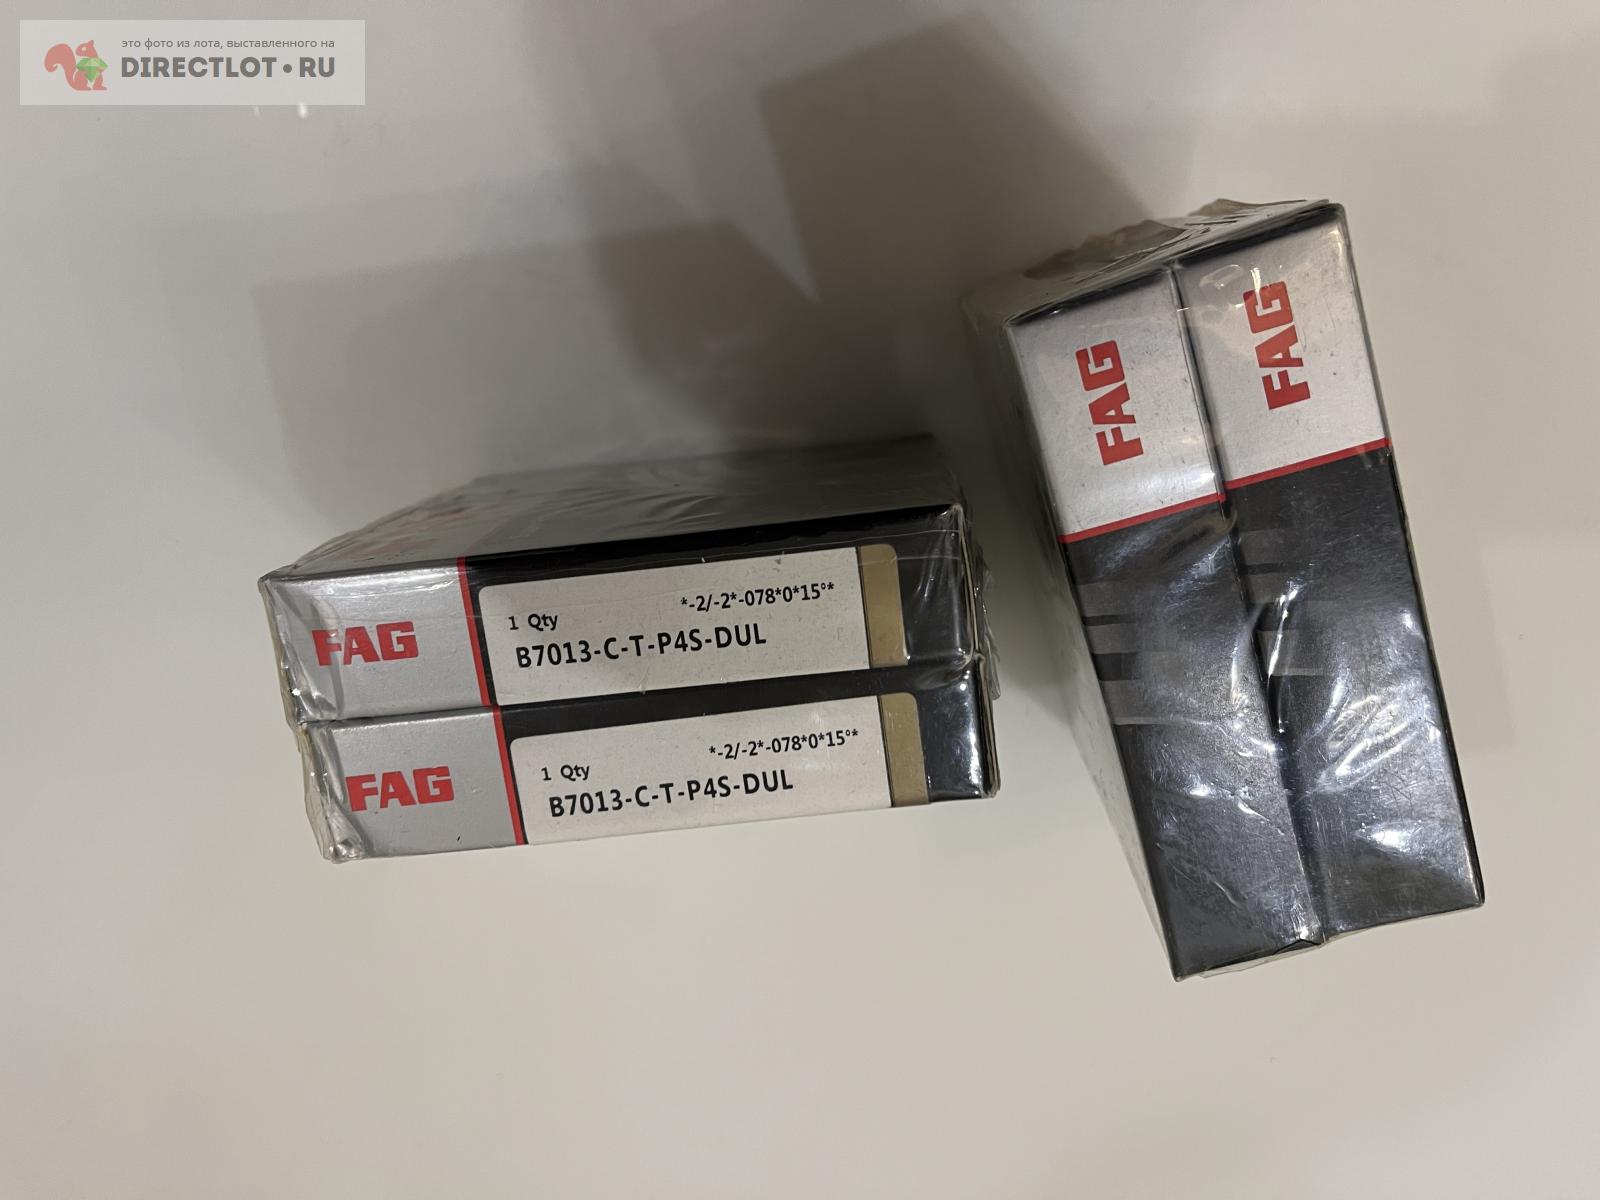 это фото из лота, выставленного на
DIRECTLOT•RU
FAG
FAG
FAG
1 Qty
*-2/-2*-078*0*15°*
B7013-C-T-P4S-DUL
FAG
1 Qty
*-2/-2*-078*0*15°*
B7013-C-T-P4S-DUL